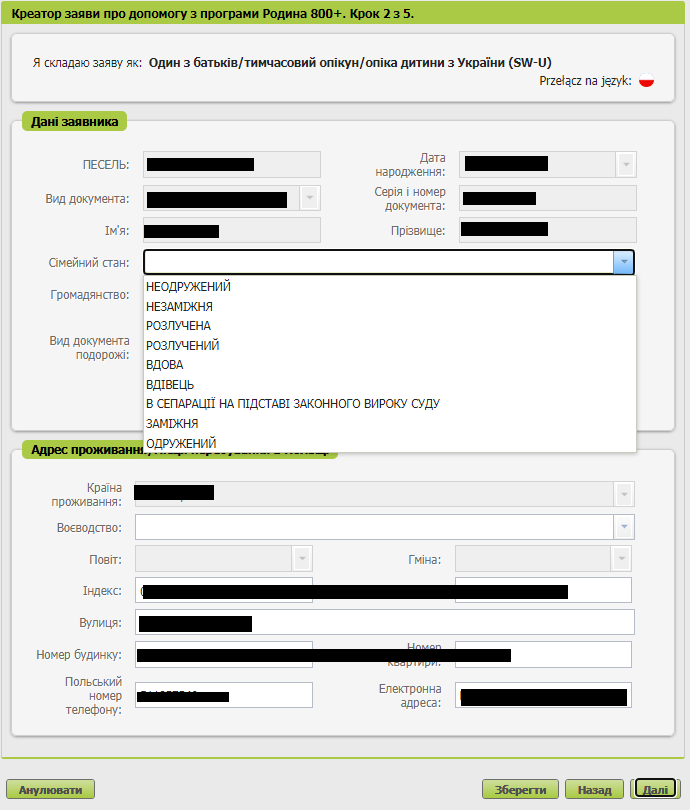 Креатор заяви про допомогу з програми Родина 800+. Крок 2 з 5.
Я складаю заяву як: Один з батьків/тимчасовий опікун/опіка дитини з України (SW-U)
Przełącz na język:
Дані заявника
ПЕСЕЛЬ:
Дата народження:
Вид документа:
Серія і номер документа:
Ім'я:
Прізвище:
Сімейний стан:
Громадянство:
НЕОДРУЖЕНИЙ
НЕЗАМІЖНЯ
РОЗЛУЧЕНА
РОЗЛУЧЕНИЙ
ВДОВА
ВДІВЕЦЬ
В СЕПАРАЦІЇ НА ПІДСТАВІ ЗАКОННОГО ВИРОКУ СУДУ
ЗАМІЖНЯ
ОДРУЖЕНИЙ
Вид документа
подорожі:
Адрес проживання/
Країна
проживання:
Воєводство:
Повіт:
Гміна:
Індекс:
Вулиця:
Номер будинку:
Номер
квартири:
Польський
номер
телефону:
Електронна
адреса:
Анулювати
Зберегти
Назад
Далі